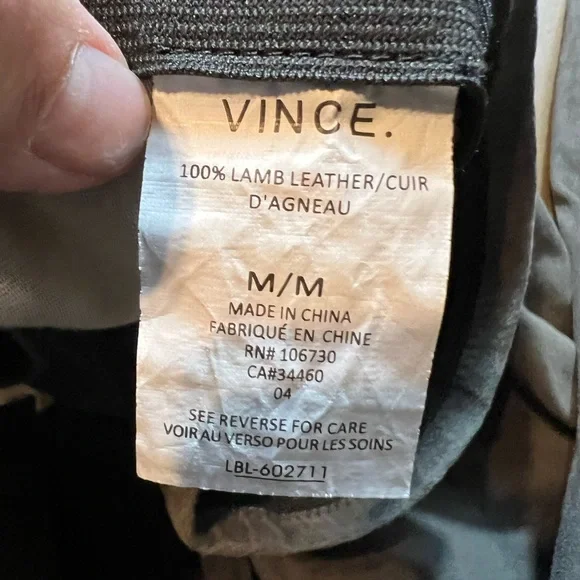 VINCE.
100% LAMB LEATHER/CUIR
D'AGNEAU
M/M
MADE IN CHINA
FABRIQUÉ EN CHINE
RN# 106730
CA#34460
04
SEE REVERSE FOR CARE
VOIR AU VERSO POUR LES SOINS
LBL-602711